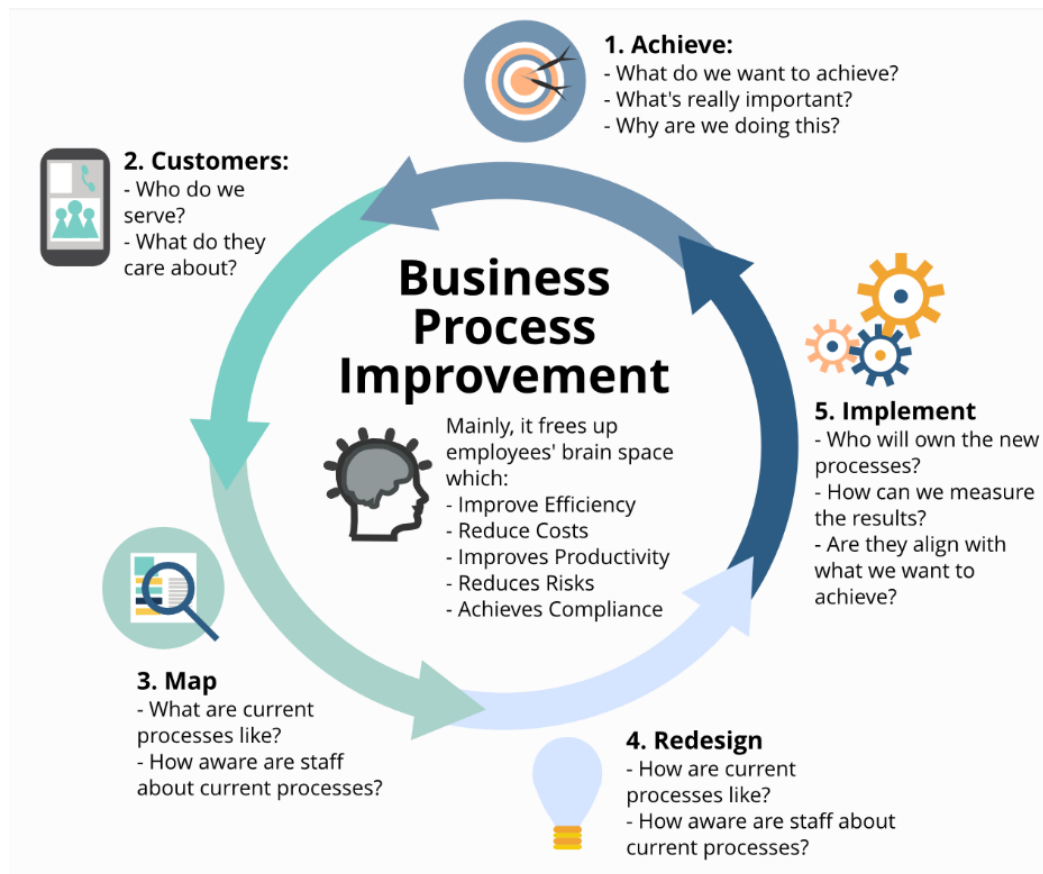 1. Achieve:
- What do we want to achieve?
- What's really important?
- Why are we doing this?
2. Customers:
- Who do we
serve?
- What do they
care about?
Business
Process
Improvement
Mainly, it frees up
employees' brain space
which:
- Improve Efficiency
- Reduce Costs
- Improves Productivity
- Reduces Risks
- Achieves Compliance
3. Map
- What are current
processes like?
- How aware are staff
about current processes?
4. Redesign
- How are current
processes like?
- How aware are staff about
current processes?
5. Implement
- Who will own the new
processes?
- How can we measure
the results?
- Are they align with
what we want to
achieve?